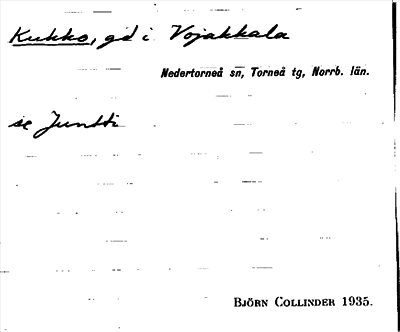 Kukko, gd i Vojakkala
Nedertorneå sn, Torneå tg, Norrb. län.
se Juntti
BJÖRN COLLINDER 1935.